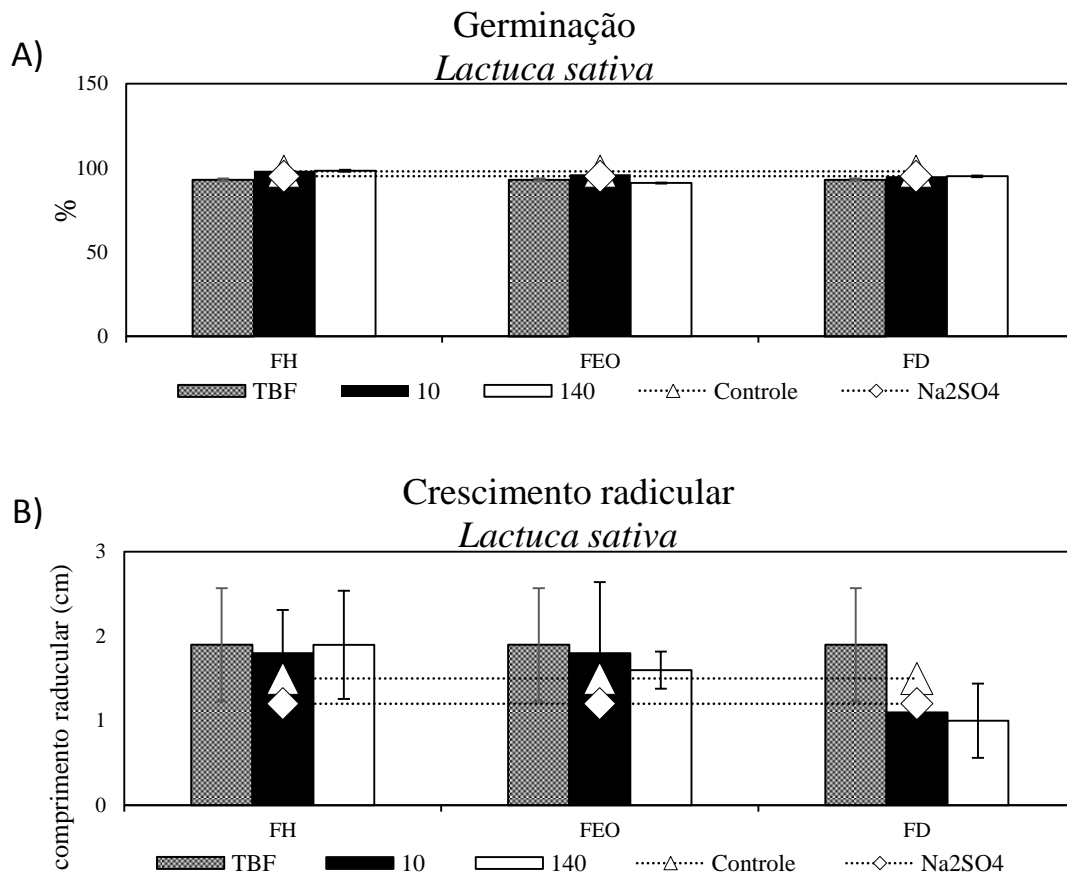 A)
Germinação
Lactuca sativa
150
100
50
0
%
FH FEO FD
TBF 10 140 Controle Na2SO4
B)
Crescimento radicular
Lactuca sativa
3
2
1
0
comprimento raducular (cm)
FH FEO FD
TBF 10 140 Controle Na2SO4